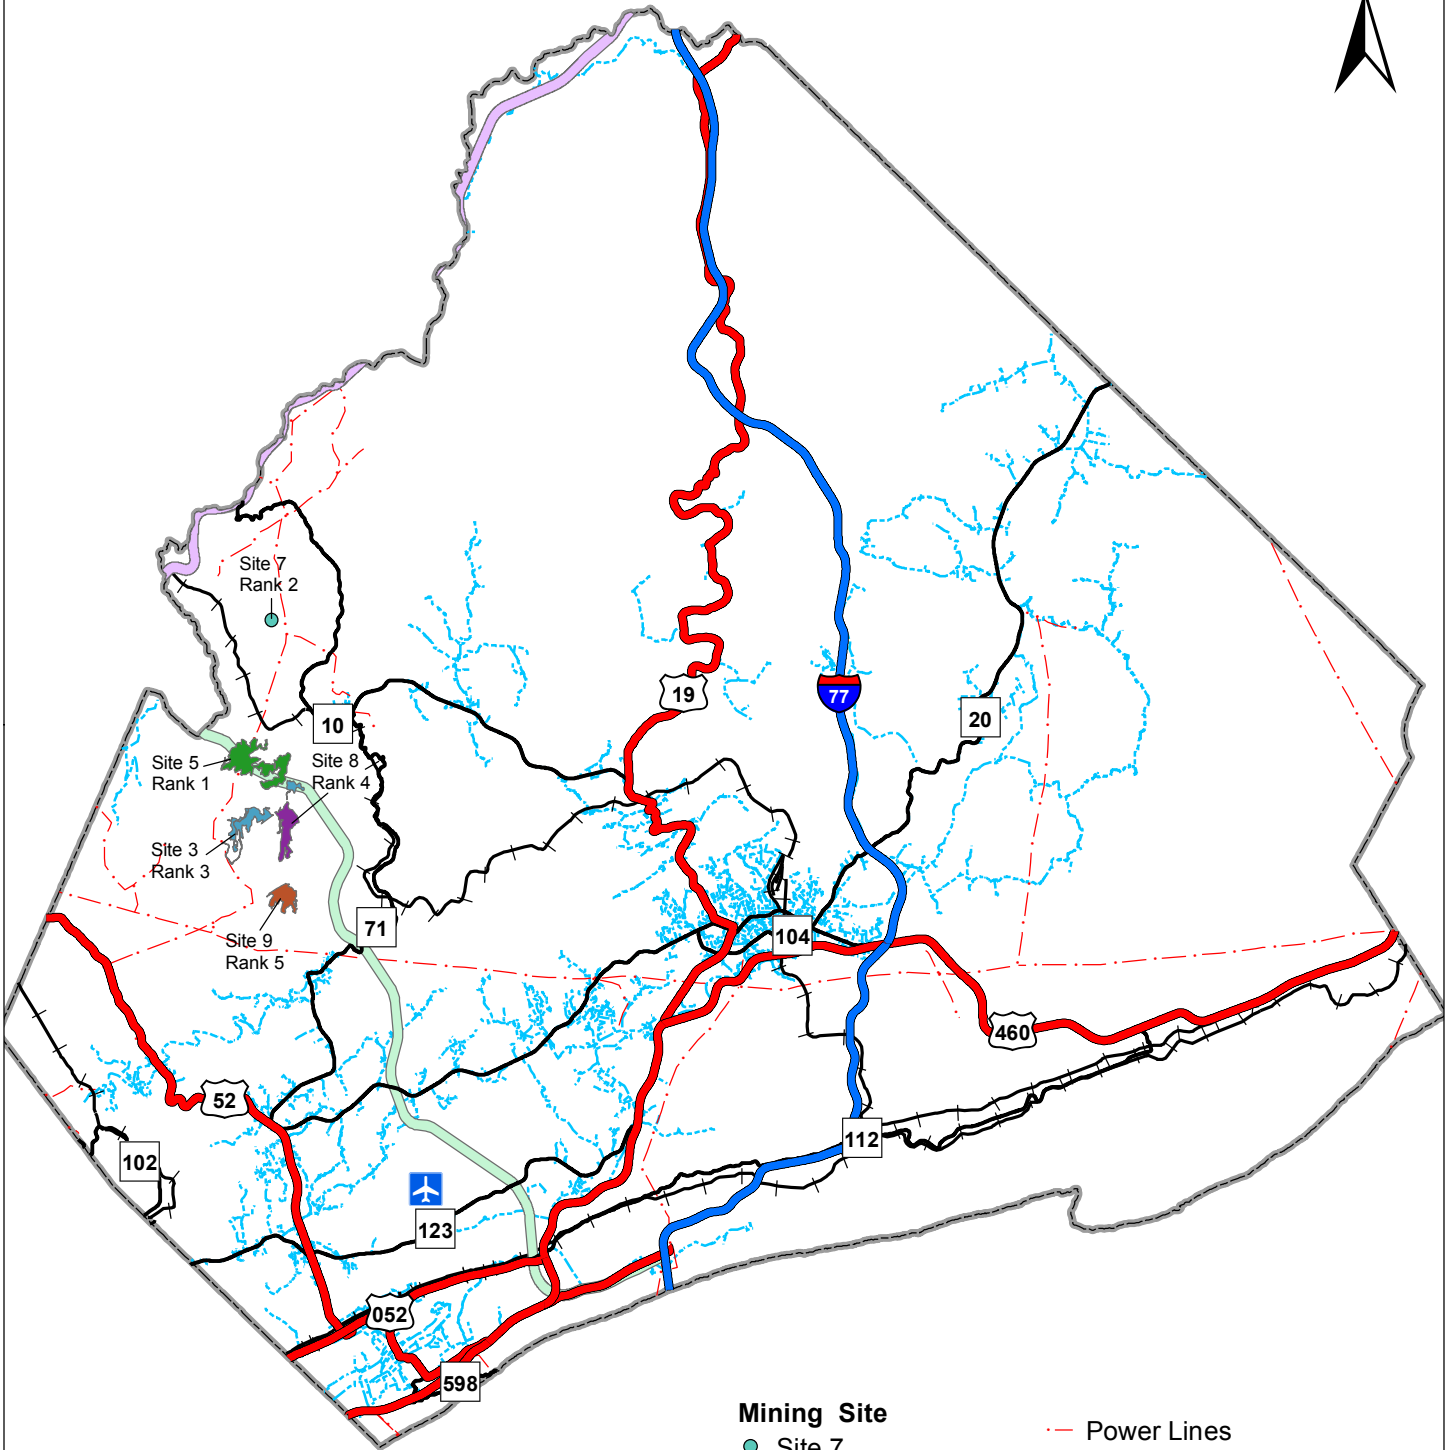 Site 7
Rank 2
19
77
20
10
Site 5
Rank 1
Site 8
Rank 4
Site 3
Rank 3
71
104
Site 9
Rank 5
460
52
112
102
123
052
598
Mining Site
Site 7
Power Lines